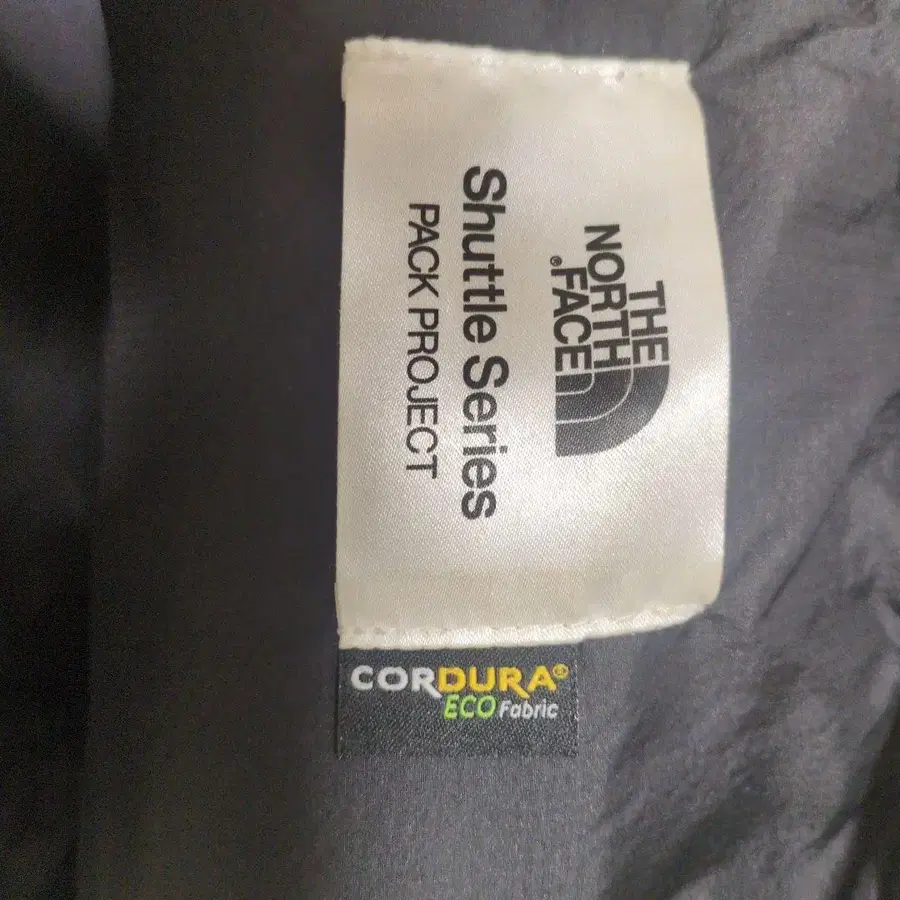 THE
NORTH
FACE®
Shuttle Series
PACK PROJECT
CORDURA®
ECO Fabric